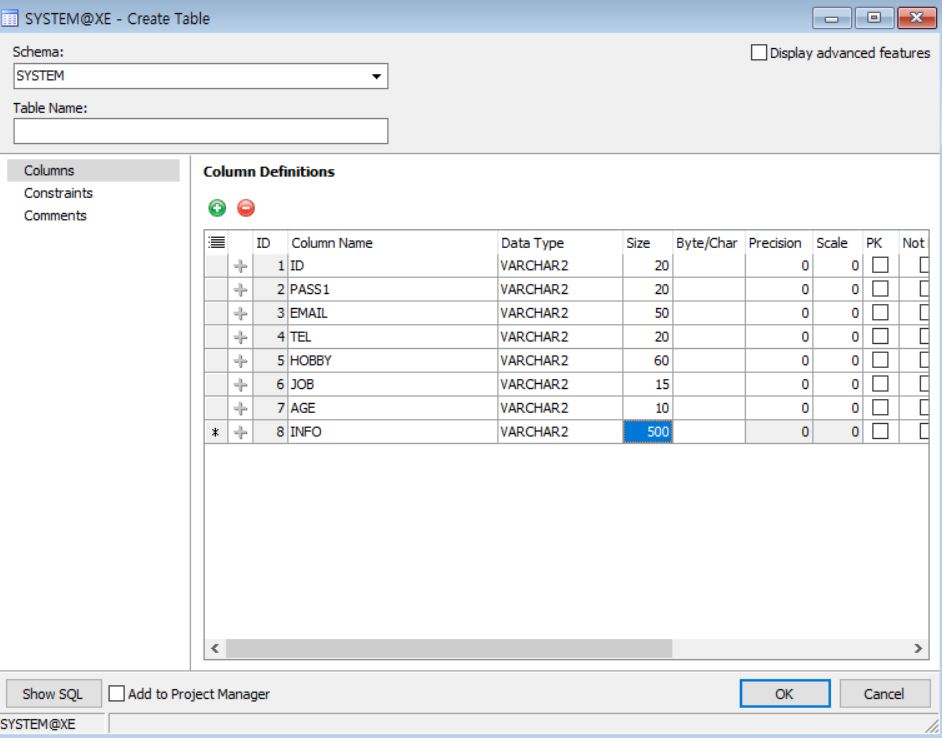 SYSTEM@XE - Create Table
Schema:
Display advanced features
SYSTEM
Table Name:
Columns
Constraints
Comments
Column Definitions
ID Column Name Data Type Size Byte/Char Precision Scale PK Not
1 ID VARCHAR2 20 0 0
2 PASS1 VARCHAR2 20 0 0
3 EMAIL VARCHAR2 50 0 0
4 TEL VARCHAR2 20 0 0
5 HOBBY VARCHAR2 60 0 0
6 JOB VARCHAR2 15 0 0
7 AGE VARCHAR2 10 0 0
* 8 INFO VARCHAR2 500 0 0
Show SQL Add to Project Manager OK Cancel
SYSTEM@XE